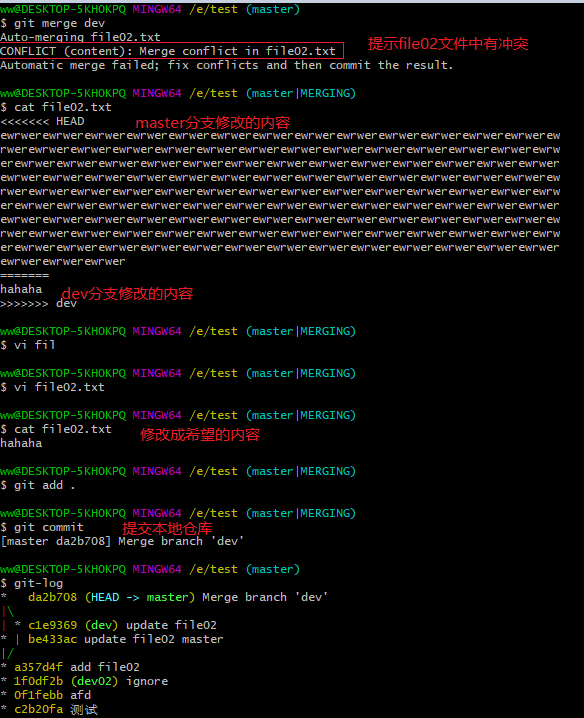 ww@DESKTOP-5KHOKPQ MINGW64 /e/test (master)
$ git merge dev
Auto-merging file02.txt
CONFLICT (content): Merge conflict in file02.txt 提示file02文件中有冲突
Automatic merge failed; fix conflicts and then commit the result.
ww@DESKTOP-5KHOKPQ MINGW64 /e/test (master|MERGING)
$ cat file02.txt
<<<<<<< HEAD master分支修改的内容
ewrwerewrwerewrwerewrwerewrwerewrwerewrwerewrwerewrwerewrwerewrwerewrwerewrwerew
rwerewrwerewrwerewrwerewrwerewrwerewrwerewrwerewrwerewrwerewrwerewrwerewrwerewrw
erewrwerewrwerewrwerewrwerewrwerewrwerewrwerewrwerewrwerewrwerewrwerewrwerewrwer
ewrwerewrwerewrwerewrwerewrwerewrwerewrwerewrwerewrwerewrwerewrwerewrwerewrwerew
rwerewrwerewrwerewrwerewrwerewrwerewrwerewrwerewrwerewrwerewrwerewrwerewrwerewrw
erewrwerewrwerewrwerewrwerewrwerewrwerewrwerewrwerewrwerewrwerewrwerewrwerewrwer
ewrwerewrwerewrwerewrwerewrwerewrwerewrwerewrwerewrwerewrwerewrwerewrwerewrwerew
rwerewrwerewrwerewrwerewrwerewrwerewrwerewrwerewrwerewrwerewrwerewrwerewrwerewrw
erewrwerewrwerewrwerewrwerewrwerewrwerewrwerewrwerewrwerewrwerewrwerewrwerewrwer
ewrwerewrwerewrwer
=======
hahaha dev分支修改的内容
>>>>>>> dev
ww@DESKTOP-5KHOKPQ MINGW64 /e/test (master|MERGING)
$ vi fil
ww@DESKTOP-5KHOKPQ MINGW64 /e/test (master|MERGING)
$ vi file02.txt
ww@DESKTOP-5KHOKPQ MINGW64 /e/test (master|MERGING)
$ cat file02.txt 修改成希望的内容
hahaha
ww@DESKTOP-5KHOKPQ MINGW64 /e/test (master|MERGING)
$ git add .
ww@DESKTOP-5KHOKPQ MINGW64 /e/test (master|MERGING)
$ git commit 提交本地仓库
[master da2b708] Merge branch 'dev'
ww@DESKTOP-5KHOKPQ MINGW64 /e/test (master)
$ git-log
*   da2b708 (HEAD -> master) Merge branch 'dev'
|\
| * c1e9369 (dev) update file02
* | be433ac update file02 master
|/
* a357d4f add file02
* 1f0df2b (dev02) ignore
* 0f1febb afd
* c2b20fa 测试